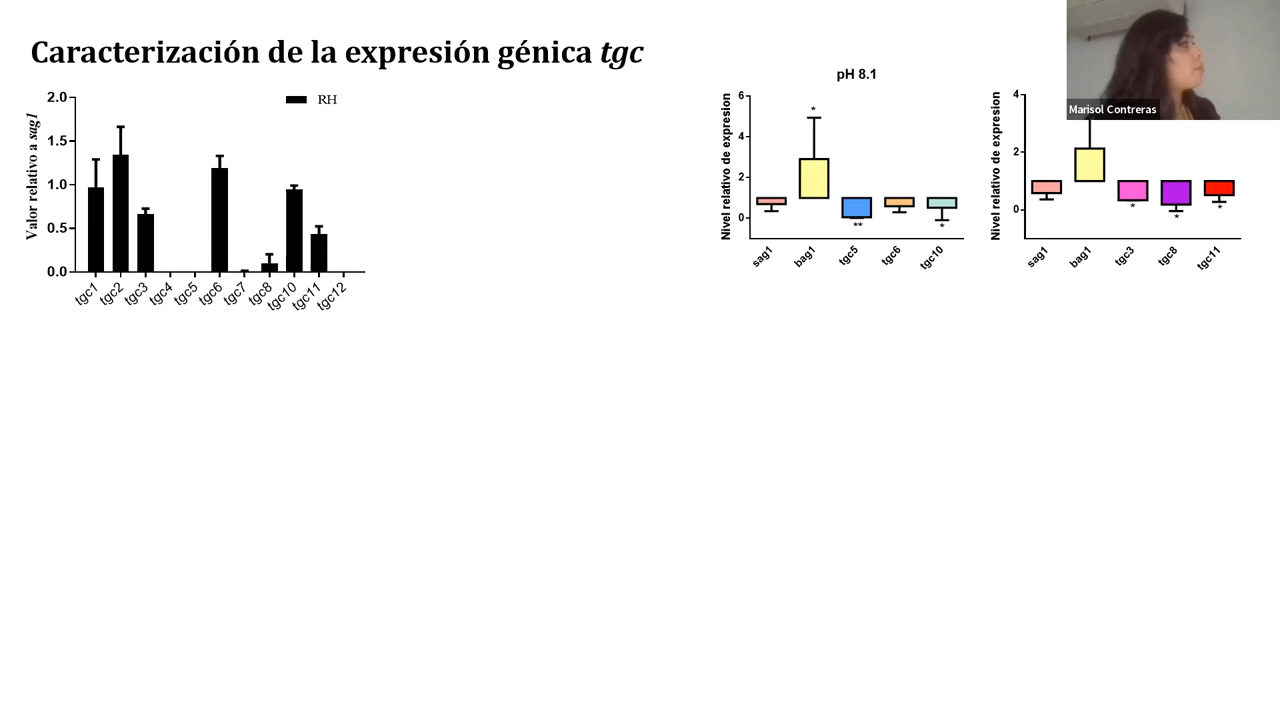 Caracterización de la expresión génica tgc
Valor relativo a sag1
2.0
1.5
1.0
0.5
0.0
RH
tgc1
tgc2
tgc3
tgc4
tgc5
tgc6
tgc7
tgc8
tgc10
tgc11
tgc12
pH 8.1
Nivel relativo de expresion
6
4
2
0
*
**
*
sag1
bag1
tgc5
tgc6
tgc10
Nivel relativo de expresion
4
2
0
*
*
*
sag1
bag1
tgc3
tgc8
tgc11
Marisol Contreras